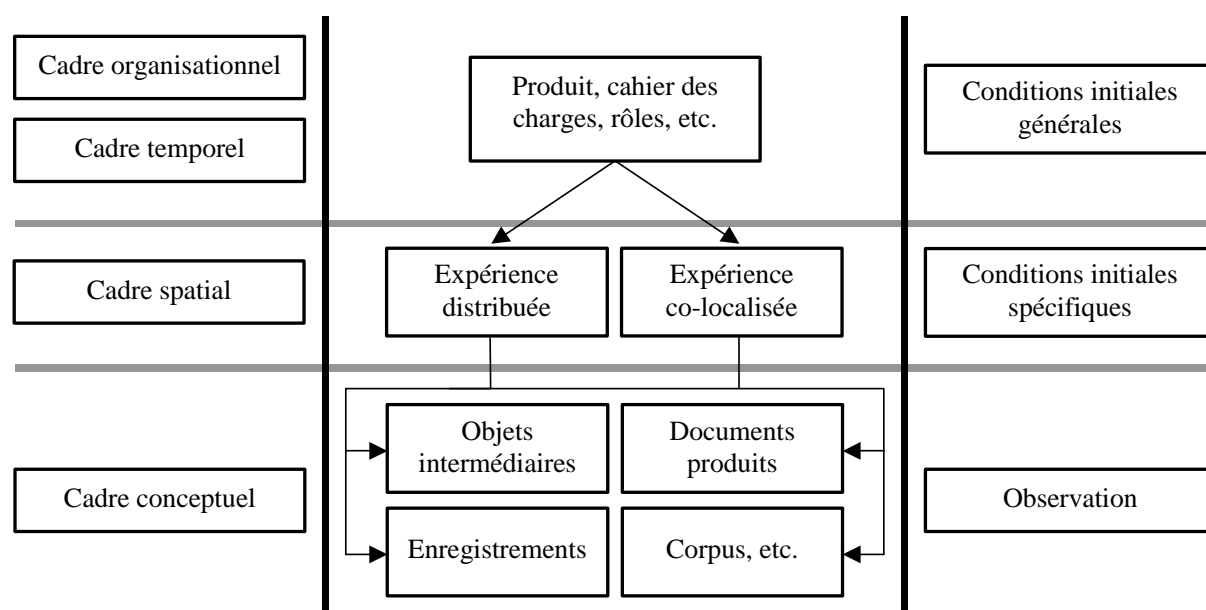 Cadre organisationnel
Cadre temporel
Produit, cahier des
charges, rôles, etc.
Conditions initiales
générales
Cadre spatial
Expérience
distribuée
Expérience
co-localisée
Conditions initiales
spécifiques
Cadre conceptuel
Objets
intermédiaires
Documents
produits
Enregistrements
Corpus, etc.
Observation